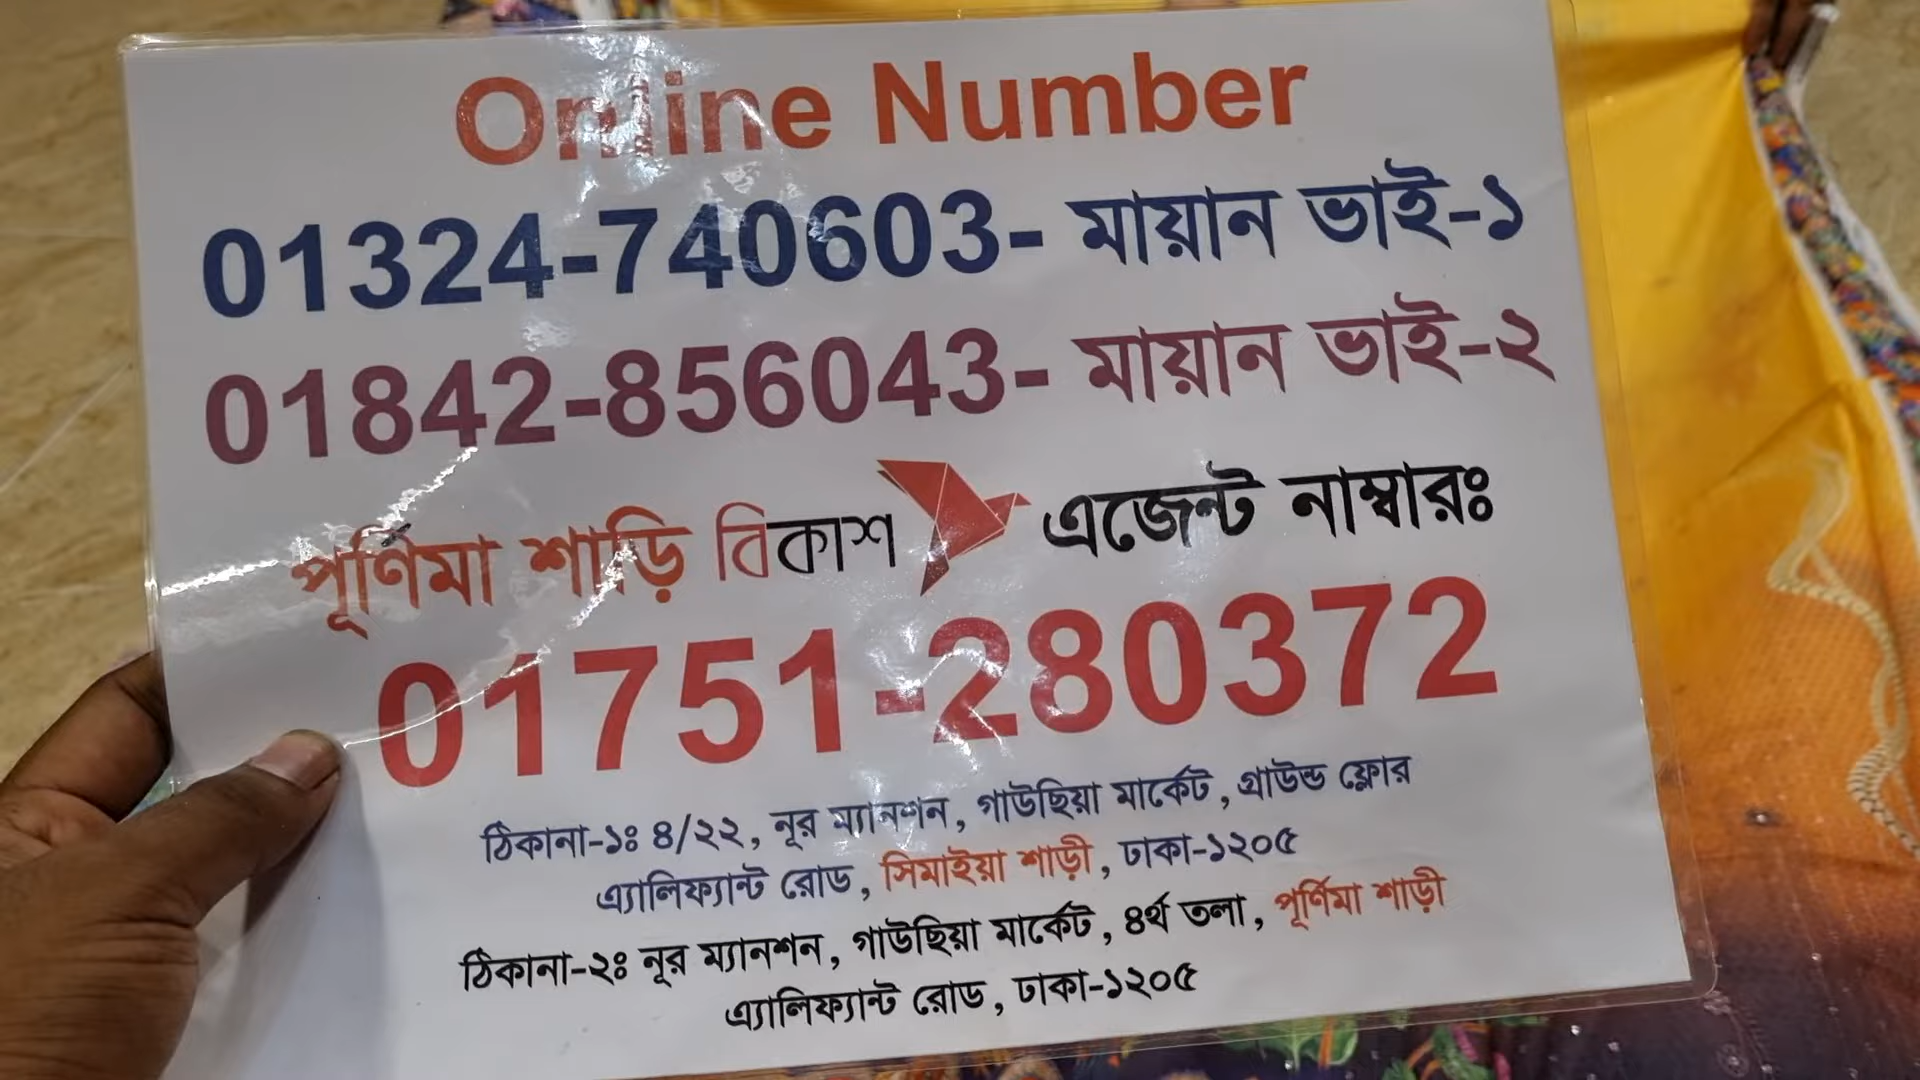 Online Number
01324-740603- মায়ান ভাই-১
01842-856043- মায়ান ভাই-২
পূর্ণিমা শাড়ি বিকাশ এজেন্ট নাম্বারঃ
01751-280372
ঠিকানা-১ঃ ৪/২২, নূর ম্যানশন, গাউছিয়া মার্কেট, গ্রাউন্ড ফ্লোর
এ্যালিফ্যান্ট রোড, সিমাইয়া শাড়ী, ঢাকা-১২০৫
ঠিকানা-২ঃ নূর ম্যানশন, গাউছিয়া মার্কেট, ৪র্থ তলা, পূর্ণিমা শাড়ী
এ্যালিফ্যান্ট রোড, ঢাকা-১২০৫